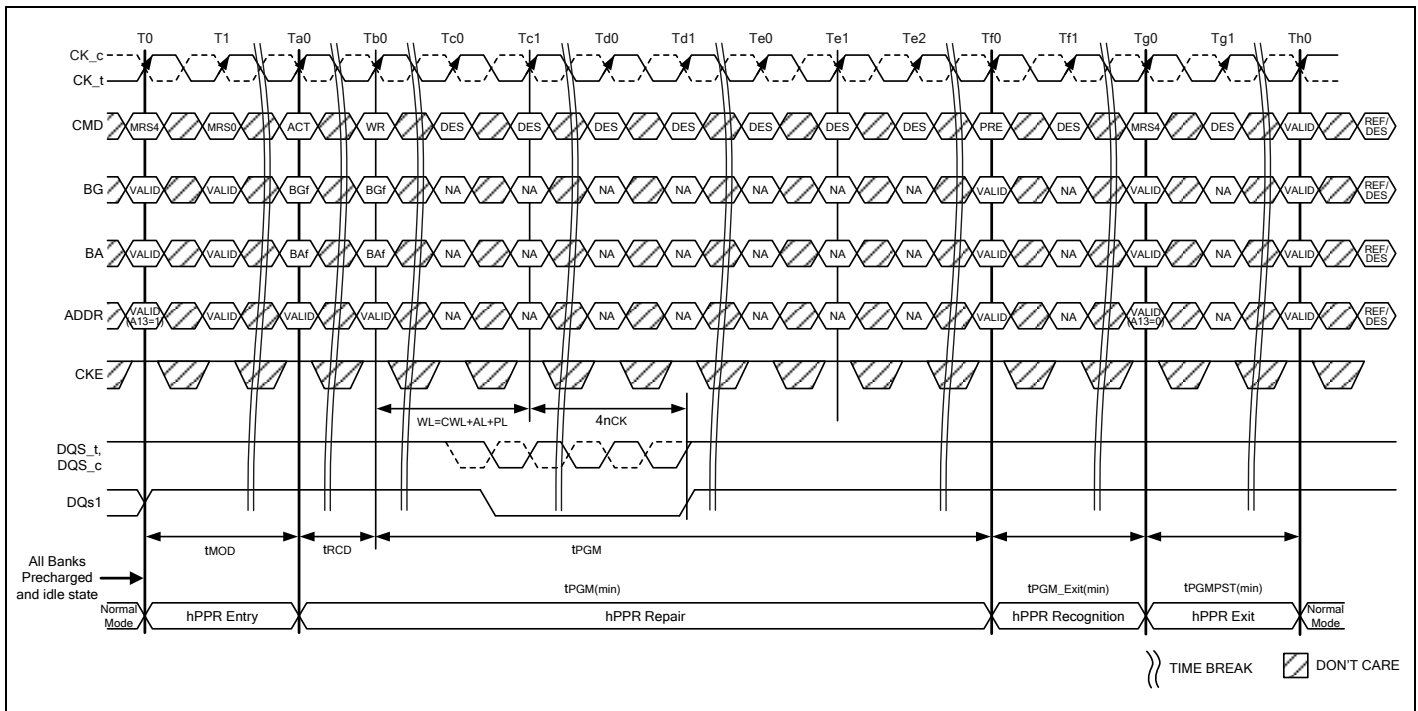 T0 T1 Ta0 Tb0 Tc0 Tc1 Td0 Td1 Te0 Te1 Te2 Tf0 Tf1 Tg0 Tg1 Th0
CK_c
CK_t
CMD MRS4 MRS0 ACT WR DES DES DES DES DES DES DES PRE DES MRS4 DES VALID REF/
DES
BG VALID VALID BGf BGf NA NA NA NA NA NA NA VALID NA VALID NA VALID REF/
DES
BA VALID VALID BAf BAf NA NA NA NA NA NA NA VALID NA VALID NA VALID REF/
DES
ADDR VALID
(A13=1) VALID VALID VALID NA NA NA NA NA NA NA VALID NA VALID
(A13=0) NA VALID REF/
DES
CKE
WL=CWL+AL+PL 4nCK
DQS_t,
DQS_c
DQs1
tMOD tRCD tPGM
All Banks
Precharged
and idle state
tPGM(min) tPGM_Exit(min) tPGMPST(min)
Normal
Mode hPPR Entry hPPR Repair hPPR Recognition hPPR Exit Normal
Mode
TIME BREAK DON'T CARE